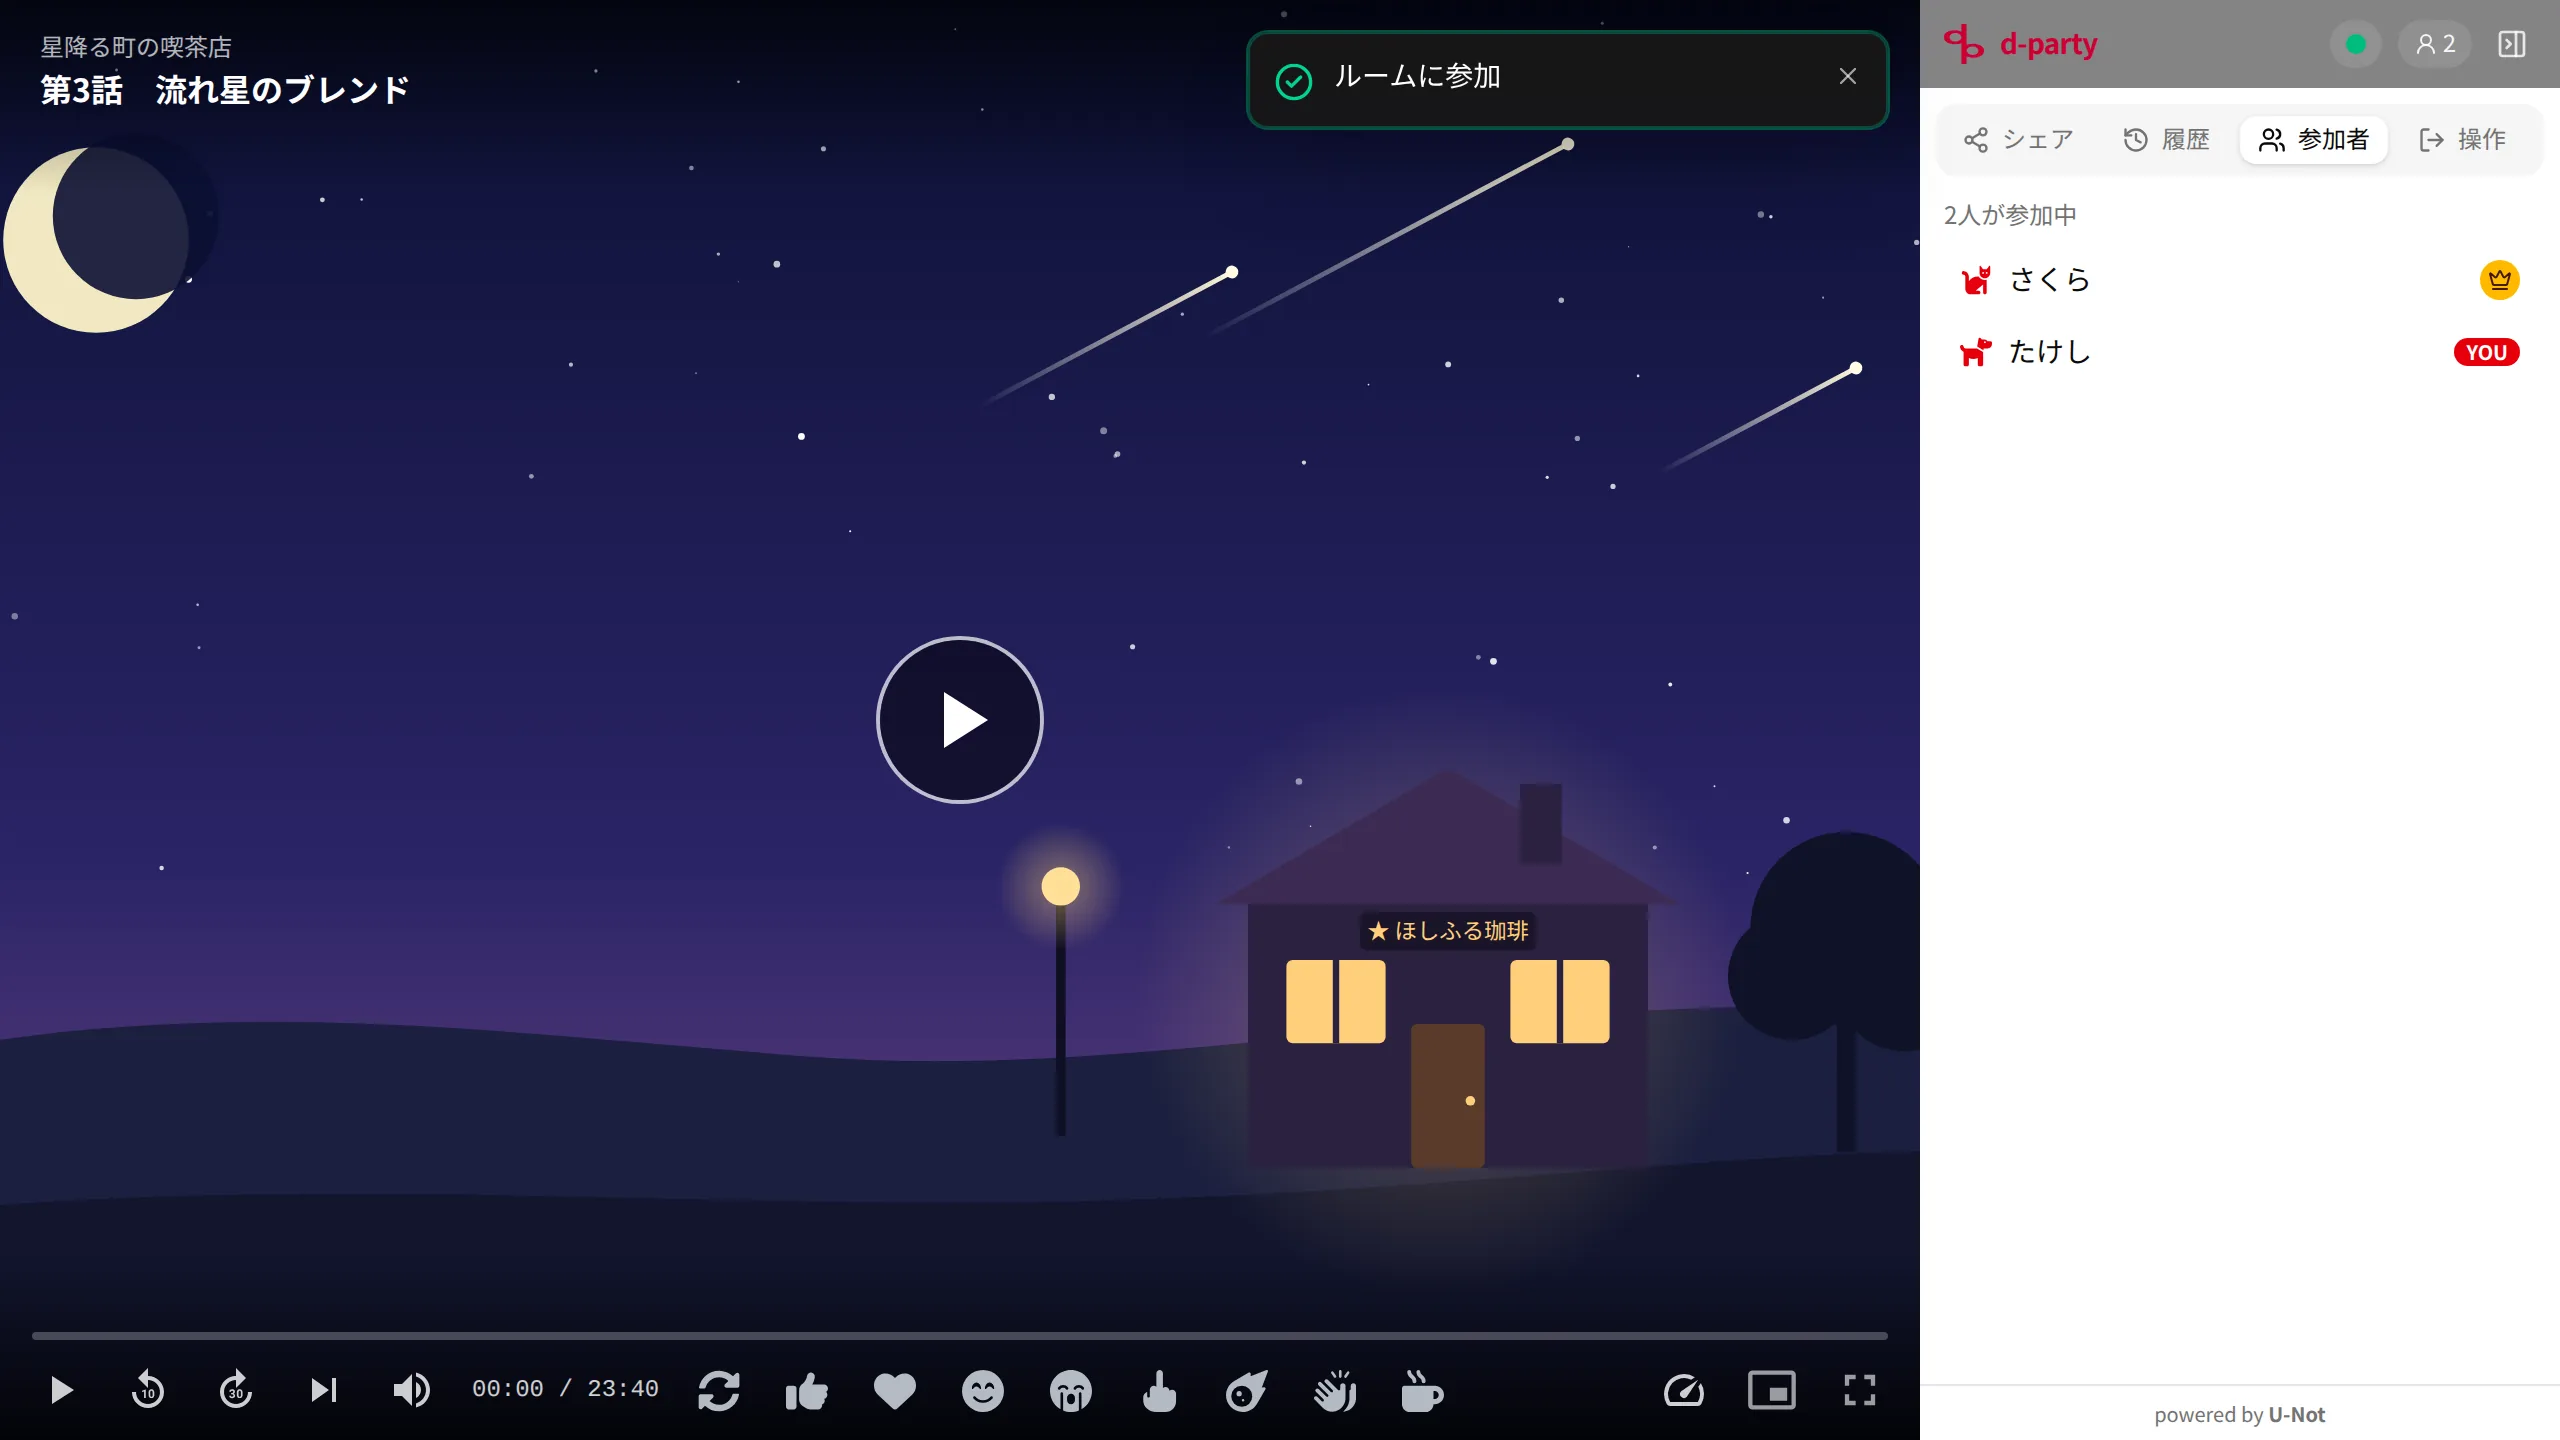 星降る町の喫茶店
第3話　流れ星のブレンド
ルームに参加
★ ほしふる珈琲
10
30
00:00 / 23:40
d-party
2
シェア
履歴
参加者
操作
2人が参加中
さくら
たけし
YOU
powered by U-Not